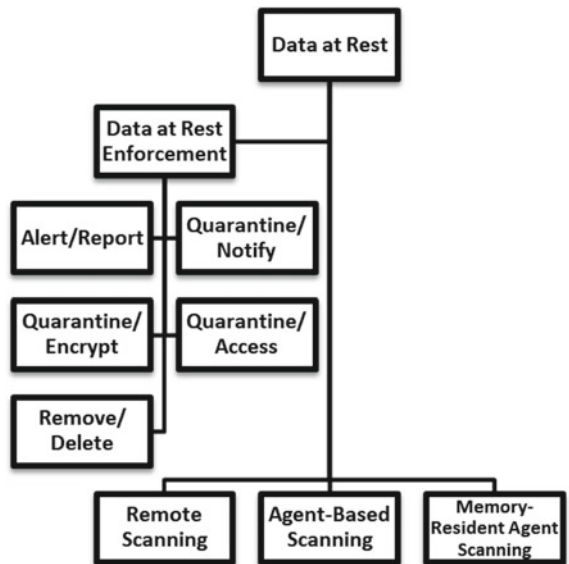 Data at Rest
Data at Rest
Enforcement
Alert/Report
Quarantine/
Notify
Quarantine/
Encrypt
Quarantine/
Access
Remove/
Delete
Remote
Scanning
Agent-Based
Scanning
Memory-
Resident Agent
Scanning